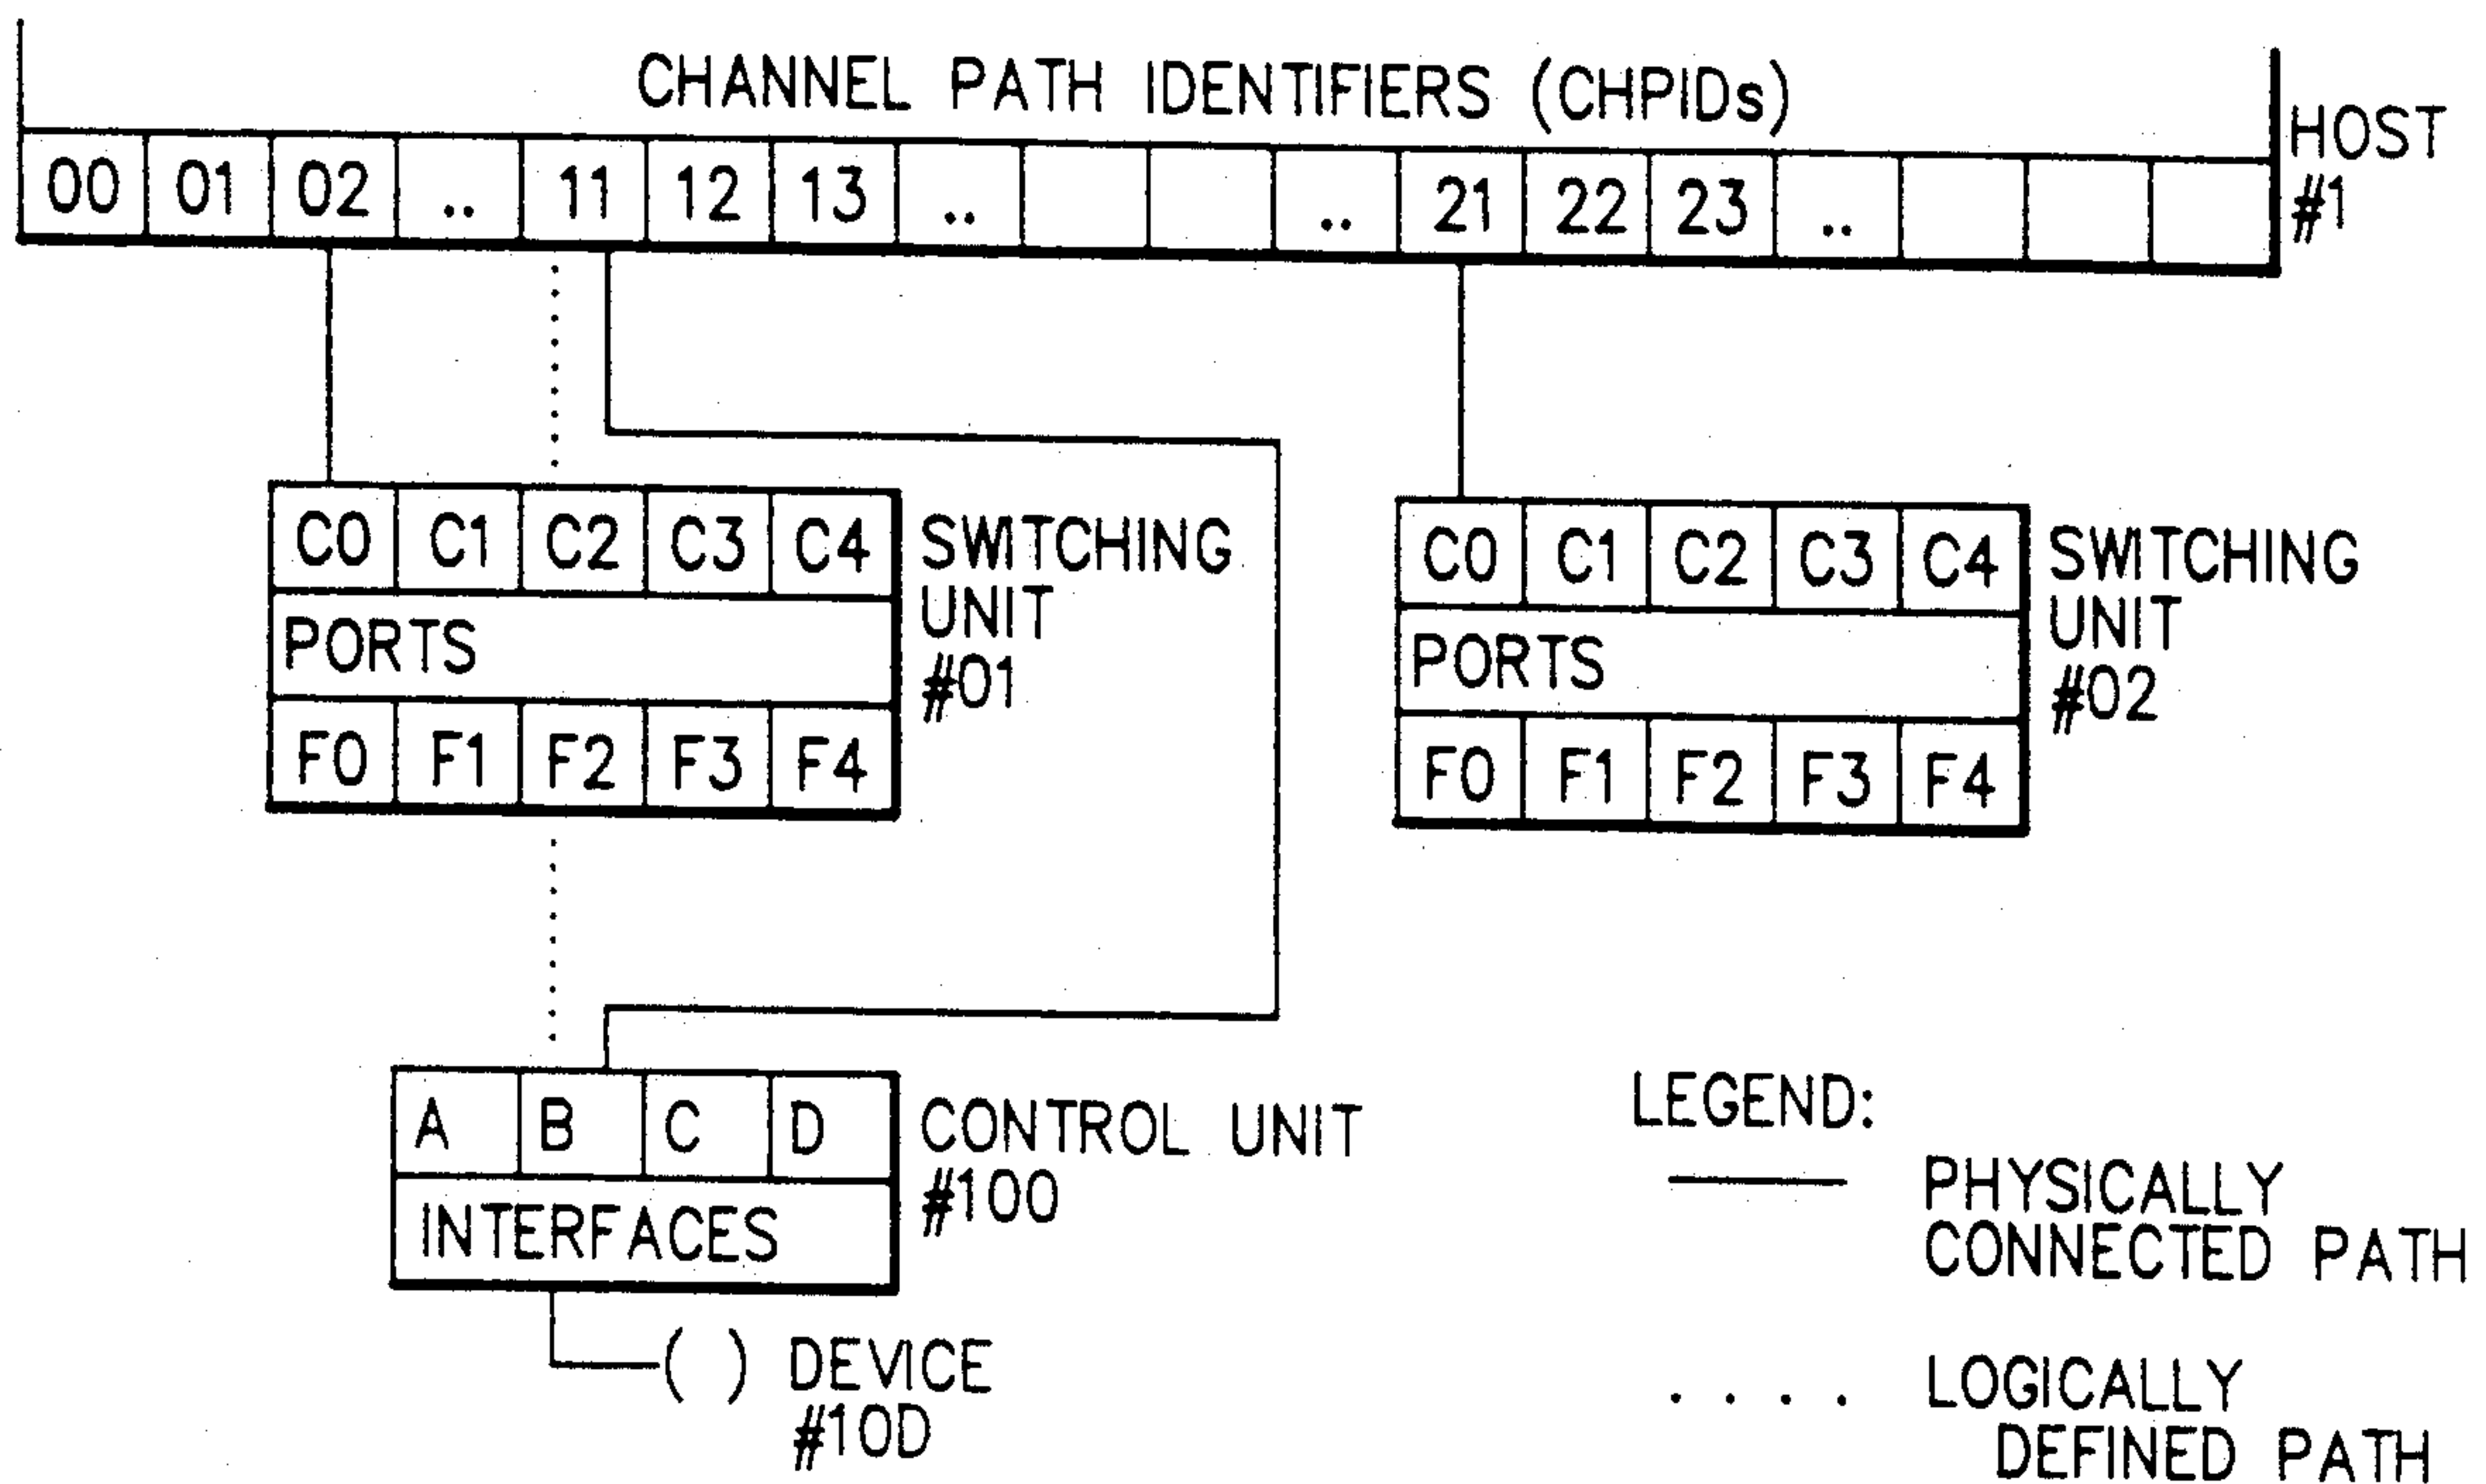 CHANNEL PATH IDENTIFIERS (CHPIDs)
HOST
#1
00 01 02 .. 11 12 13 .. .. 21 22 23 ..
C0 C1 C2 C3 C4
PORTS
F0 F1 F2 F3 F4
SWITCHING
UNIT
#01
C0 C1 C2 C3 C4
PORTS
F0 F1 F2 F3 F4
SWITCHING
UNIT
#02
A B C D
INTERFACES
CONTROL UNIT
#100
( ) DEVICE
#10D
LEGEND:
PHYSICALLY
CONNECTED PATH
. . . . LOGICALLY
DEFINED PATH